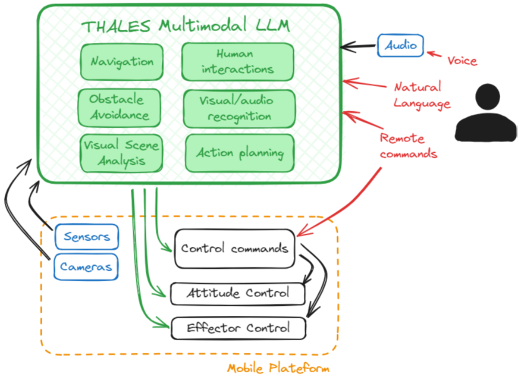 THALES Multimodal LLM
Navigation
Human
interactions
Obstacle
Avoidance
Visual/audio
recognition
Visual Scene
Analysis
Action planning
Audio
Voice
Natural
Language
Remote
commands
Sensors
Cameras
Control commands
Attitude Control
Effector Control
Mobile Plateform